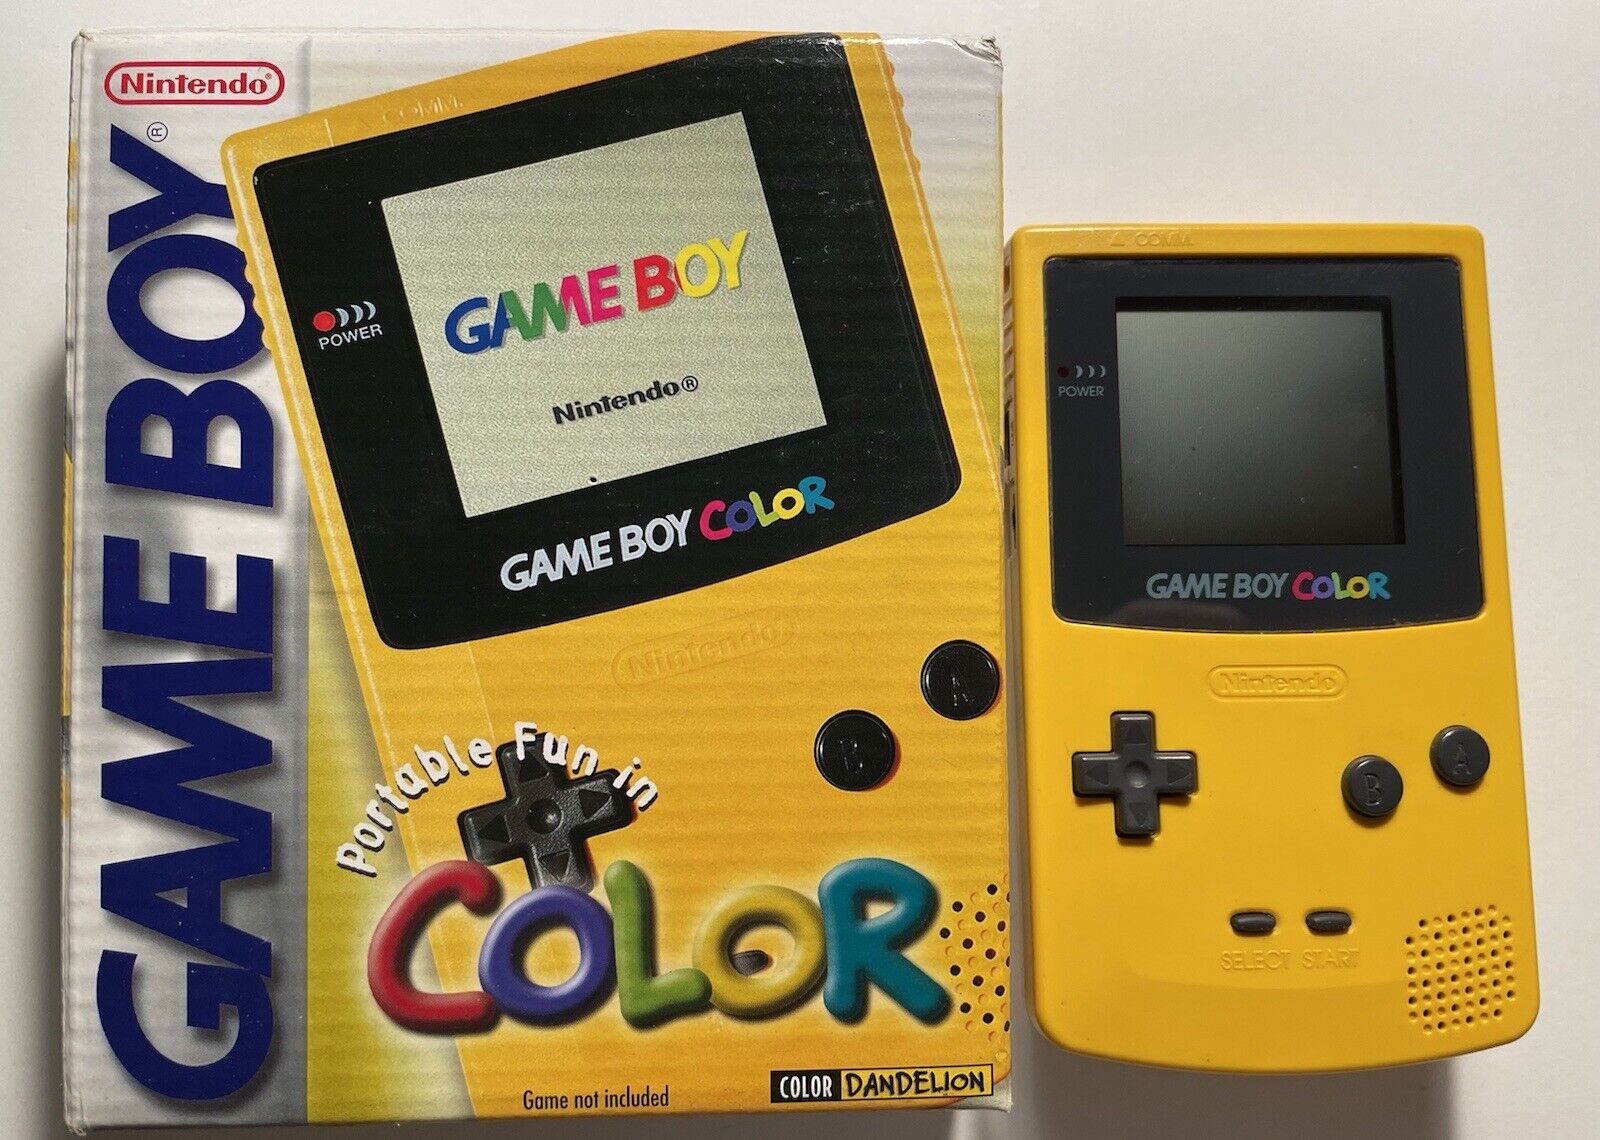 Nintendo®
GAME BOY®
COMM.
POWER
GAME BOY
Nintendo®
GAME BOY COLOR
Nintendo
A
B
Portable Fun in
COLOR
Game not included
COLOR DANDELION
COMM.
POWER
GAME BOY COLOR
Nintendo
A
B
SELECT START